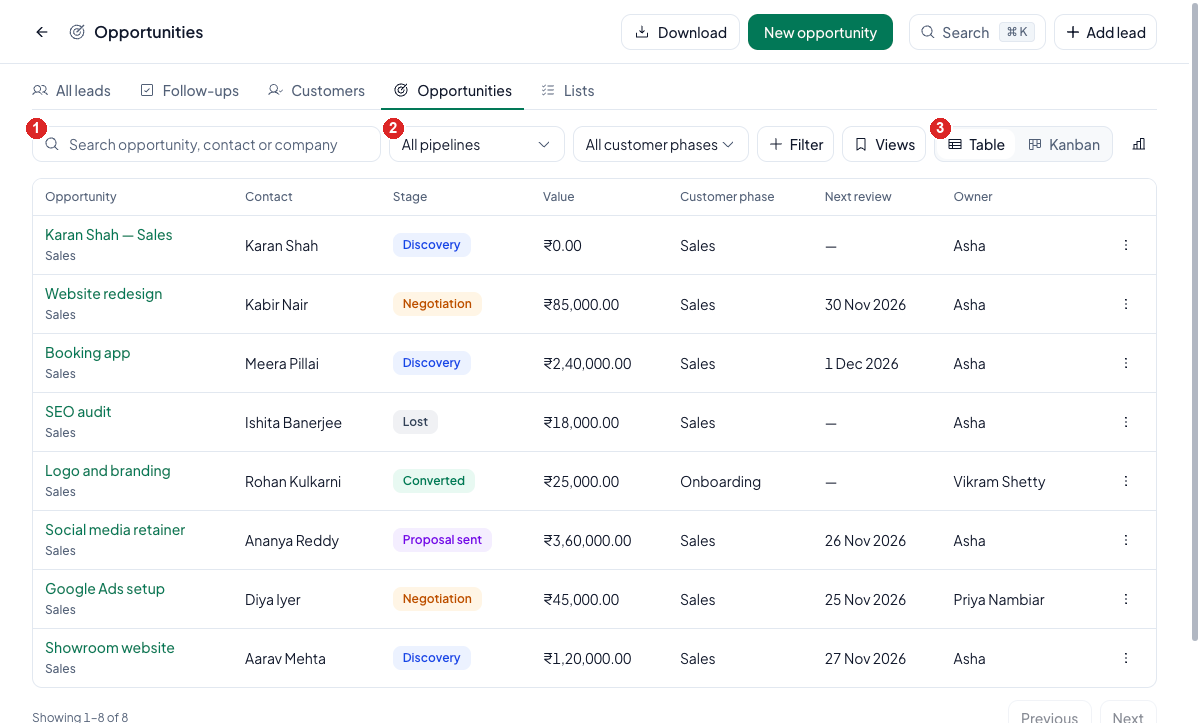 Opportunities
Download
New opportunity
Search ⌘ K
Add lead
All leads
Follow-ups
Customers
Opportunities
Lists
1
Search opportunity, contact or company
2
All pipelines
All customer phases
Filter
Views
3
Table
Kanban
Opportunity Contact Stage Value Customer phase Next review Owner
Karan Shah — Sales
Sales
Karan Shah Discovery ₹0.00 Sales — Asha
Website redesign
Sales
Kabir Nair Negotiation ₹85,000.00 Sales 30 Nov 2026 Asha
Booking app
Sales
Meera Pillai Discovery ₹2,40,000.00 Sales 1 Dec 2026 Asha
SEO audit
Sales
Ishita Banerjee Lost ₹18,000.00 Sales — Asha
Logo and branding
Sales
Rohan Kulkarni Converted ₹25,000.00 Onboarding — Vikram Shetty
Social media retainer
Sales
Ananya Reddy Proposal sent ₹3,60,000.00 Sales 26 Nov 2026 Asha
Google Ads setup
Sales
Diya Iyer Negotiation ₹45,000.00 Sales 25 Nov 2026 Priya Nambiar
Showroom website
Sales
Aarav Mehta Discovery ₹1,20,000.00 Sales 27 Nov 2026 Asha
Showing 1–8 of 8
Previous
Next